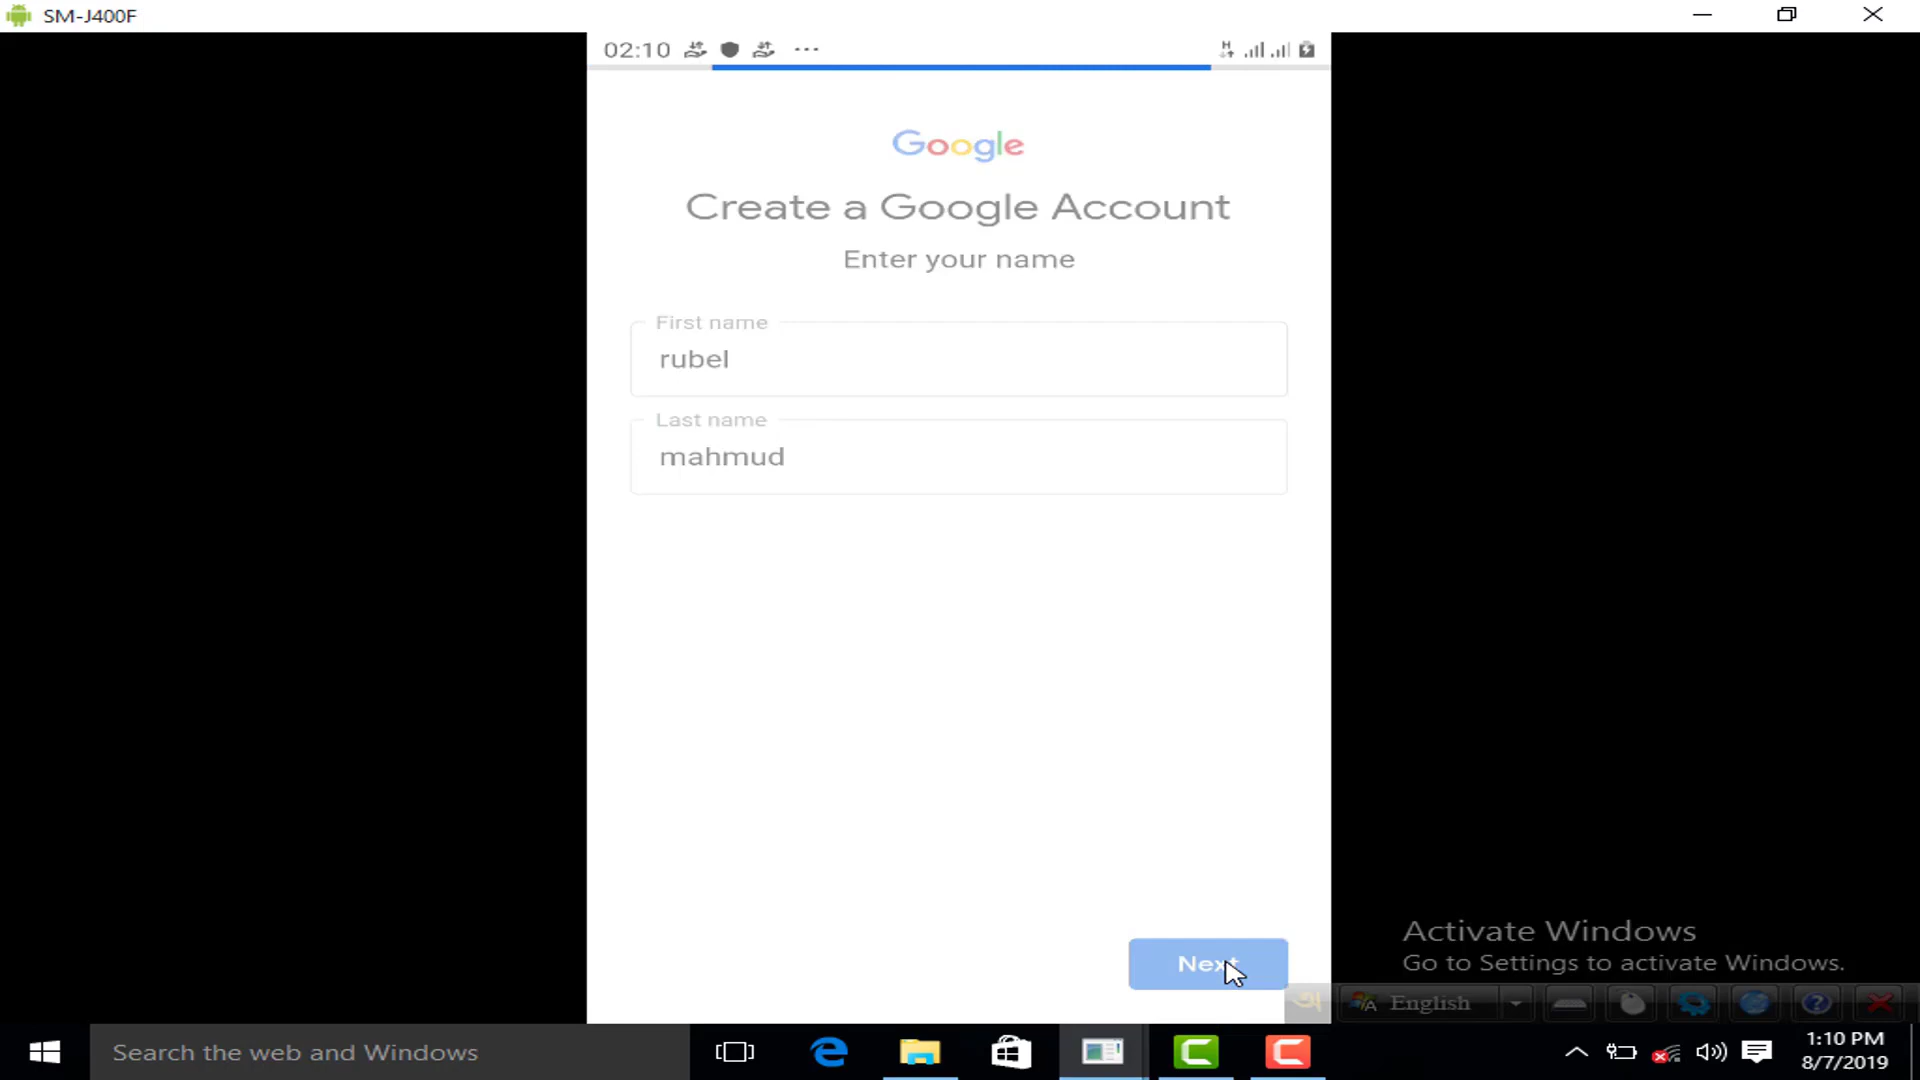 SM-J400F
02:10
Google
Create a Google Account
Enter your name
First name
rubel
Last name
mahmud
Next
Activate Windows
Go to Settings to activate Windows.
অ
English
Search the web and Windows
1:10 PM
8/7/2019